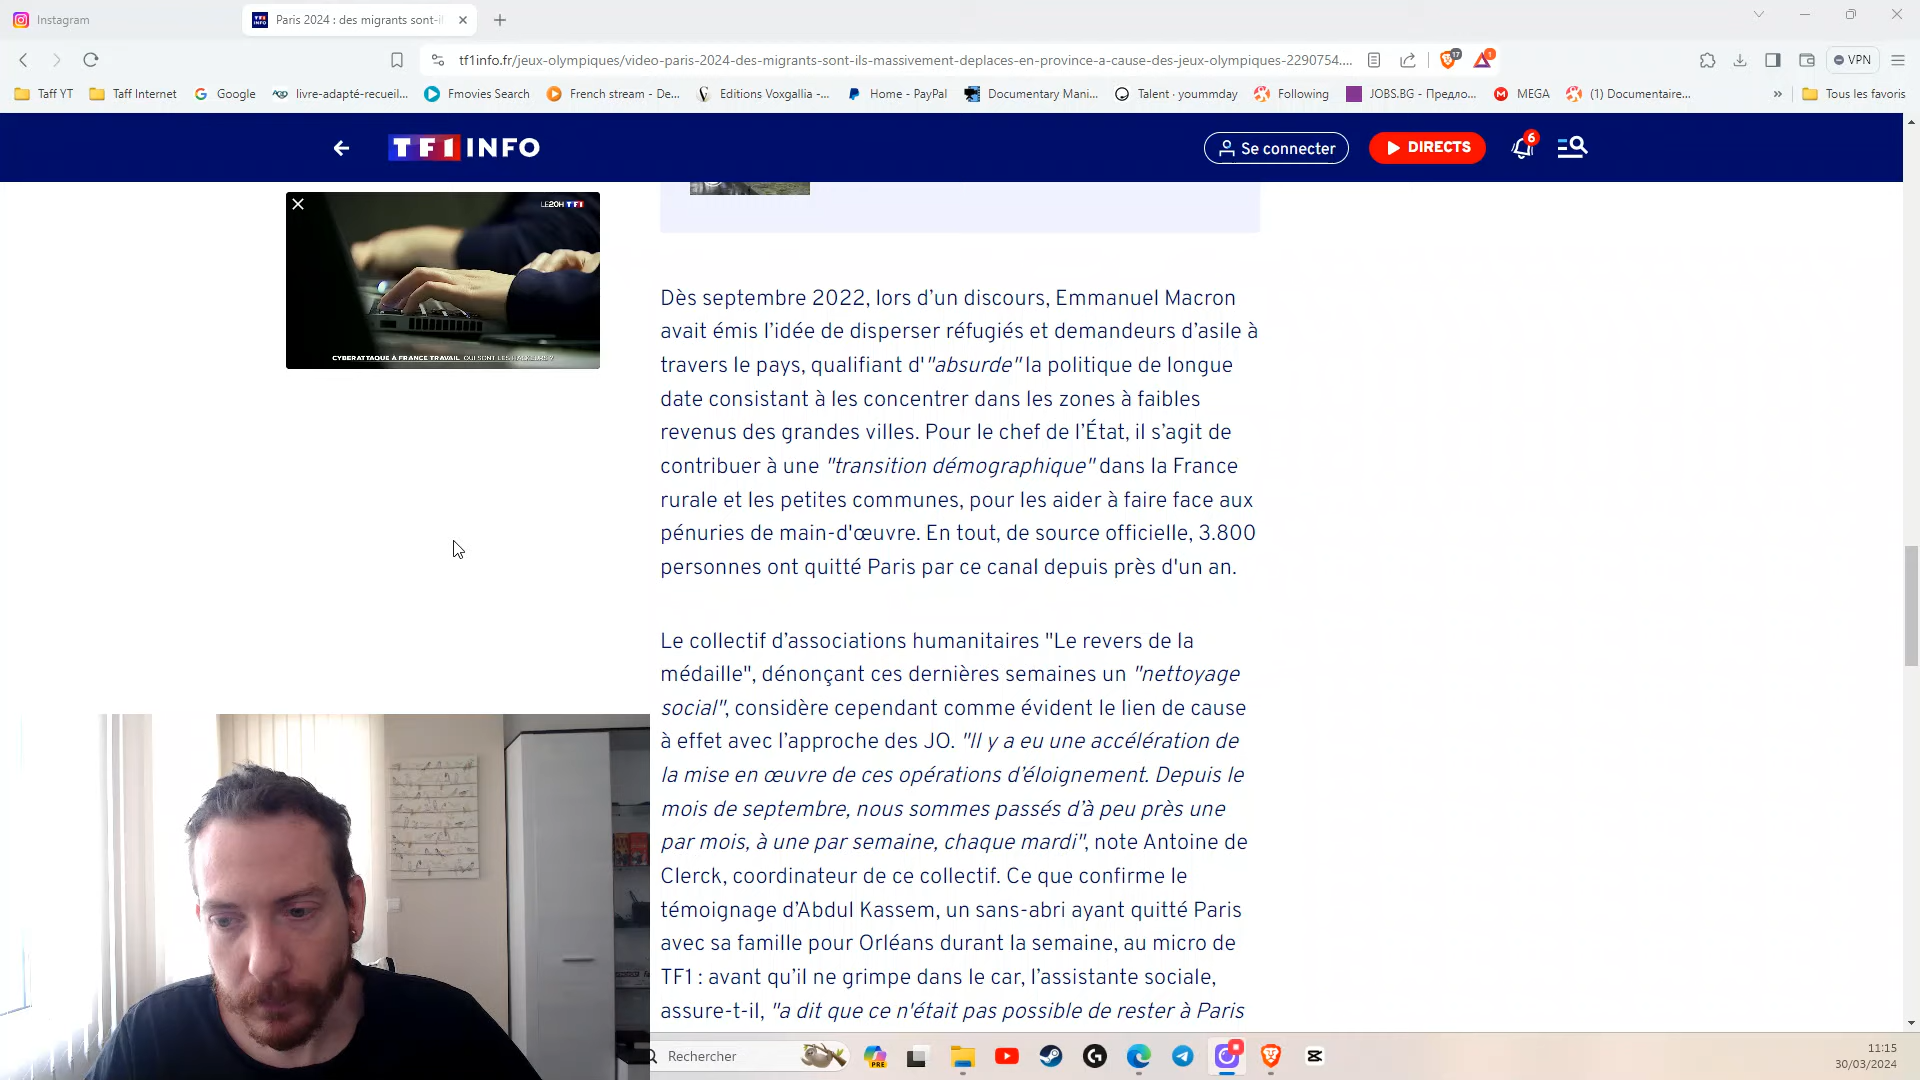 Instagram
Paris 2024 : des migrants sont-il
tf1info.fr/jeux-olympiques/video-paris-2024-des-migrants-sont-ils-massivement-deplaces-en-province-a-cause-des-jeux-olympiques-2290754....
17
1
VPN
Taff YT
Taff Internet
Google
livre-adapté-recueil...
Fmovies Search
French stream - De...
Editions Voxgallia -...
Home - PayPal
Documentary Mani...
Talent · yoummday
Following
JOBS.BG - Предло...
MEGA
(1) Documentaire...
»
Tous les favoris
TF1 INFO
Se connecter
DIRECTS
6
LE20H TF1
CYBERATTAQUE À FRANCE TRAVAIL QUI SONT LES HACKEURS ?
Dès septembre 2022, lors d’un discours, Emmanuel Macron
avait émis l’idée de disperser réfugiés et demandeurs d’asile à
travers le pays, qualifiant d'"absurde" la politique de longue
date consistant à les concentrer dans les zones à faibles
revenus des grandes villes. Pour le chef de l’État, il s’agit de
contribuer à une "transition démographique" dans la France
rurale et les petites communes, pour les aider à faire face aux
pénuries de main-d'œuvre. En tout, de source officielle, 3.800
personnes ont quitté Paris par ce canal depuis près d'un an.
Le collectif d’associations humanitaires "Le revers de la
médaille", dénonçant ces dernières semaines un "nettoyage
social", considère cependant comme évident le lien de cause
à effet avec l’approche des JO. "Il y a eu une accélération de
la mise en œuvre de ces opérations d’éloignement. Depuis le
mois de septembre, nous sommes passés d’à peu près une
par mois, à une par semaine, chaque mardi", note Antoine de
Clerck, coordinateur de ce collectif. Ce que confirme le
témoignage d’Abdul Kassem, un sans-abri ayant quitté Paris
avec sa famille pour Orléans durant la semaine, au micro de
TF1 : avant qu’il ne grimpe dans le car, l’assistante sociale,
assure-t-il, "a dit que ce n'était pas possible de rester à Paris
Rechercher
PRE
11:15
30/03/2024